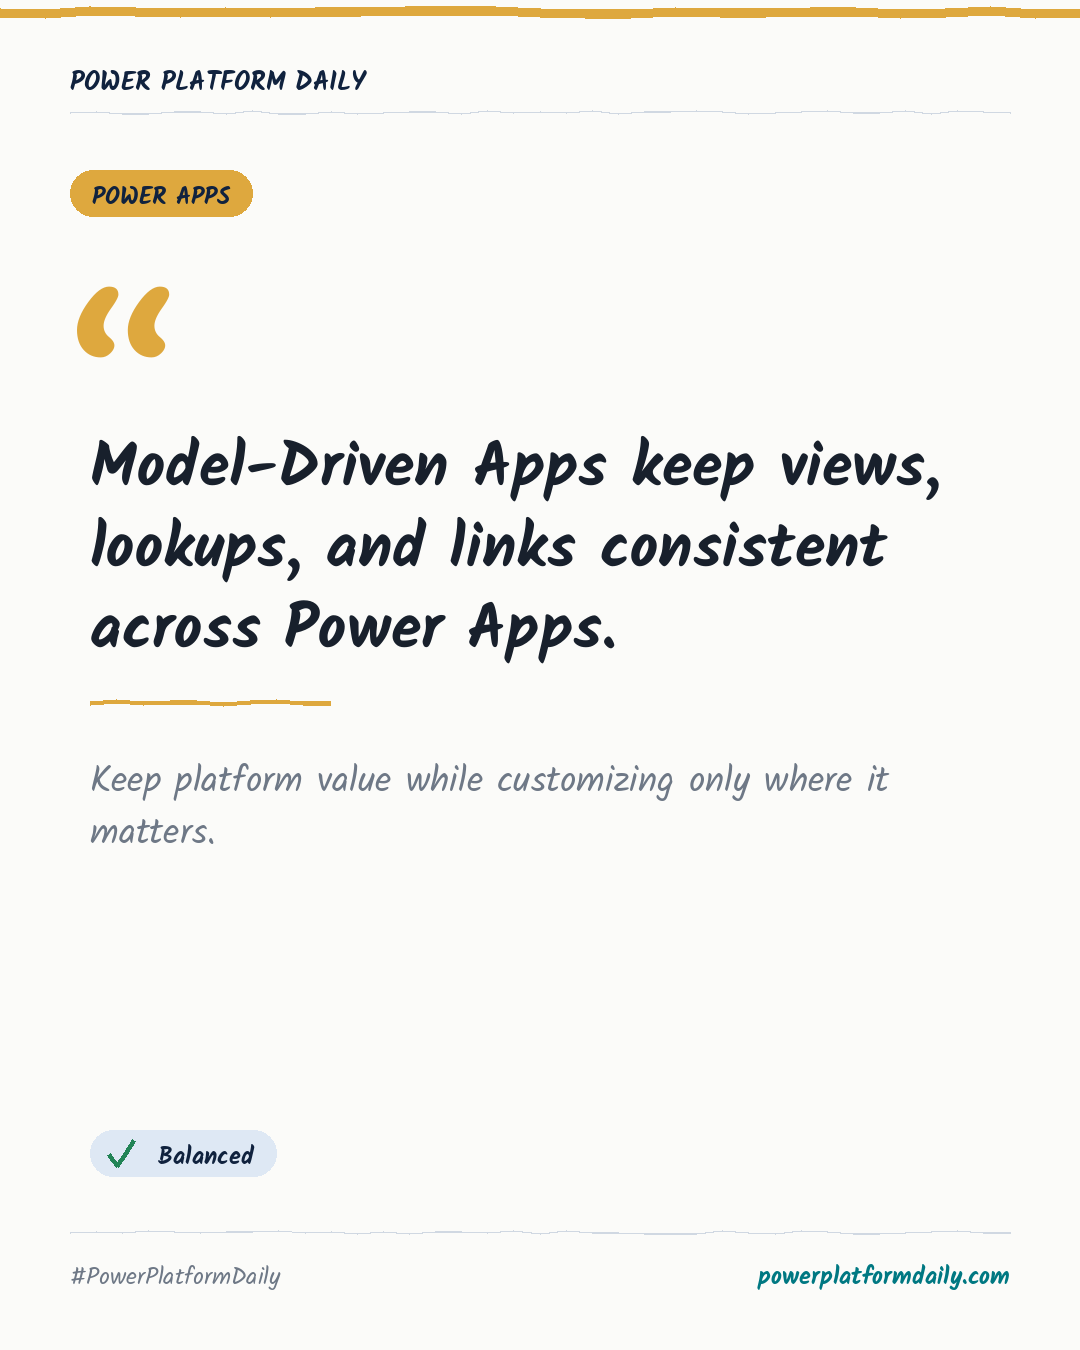 POWER PLATFORM DAILY
POWER APPS
“
Model-Driven Apps keep views,
lookups, and links consistent
across Power Apps.
Keep platform value while customizing only where it
matters.
Balanced
#PowerPlatformDaily
powerplatformdaily.com